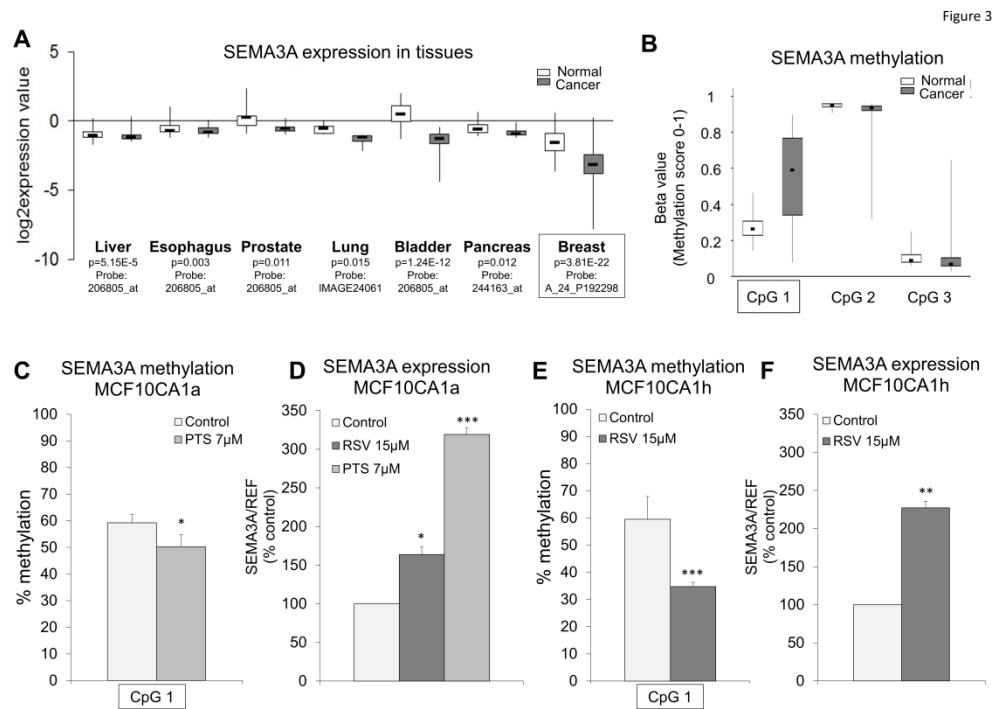 Figure 3
A
SEMA3A expression in tissues
Normal
Cancer
log2expression value
5
0
-5
-10
Liver
p=5.15E-5
Probe:
206805_at
Esophagus
p=0.003
Probe:
206805_at
Prostate
p=0.011
Probe:
206805_at
Lung
p=0.015
Probe:
IMAGE24061
Bladder
p=1.24E-12
Probe:
206805_at
Pancreas
p=0.012
Probe:
244163_at
Breast
p=3.81E-22
Probe:
A_24_P192298
B
SEMA3A methylation
Normal
Cancer
Beta value
(Methylation score 0-1)
1
0.8
0.6
0.4
0.2
0
CpG 1
CpG 2
CpG 3
C
SEMA3A methylation
MCF10CA1a
Control
PTS 7µM
% methylation
100
90
80
70
60
50
40
30
20
10
0
*
CpG 1
D
SEMA3A expression
MCF10CA1a
Control
RSV 15µM
PTS 7µM
SEMA3A/REF
(% control)
350
300
250
200
150
100
50
0
*
***
E
SEMA3A methylation
MCF10CA1h
Control
RSV 15µM
% methylation
100
90
80
70
60
50
40
30
20
10
0
***
CpG 1
F
SEMA3A expression
MCF10CA1h
Control
RSV 15µM
SEMA3A/REF
(% control)
350
300
250
200
150
100
50
0
**